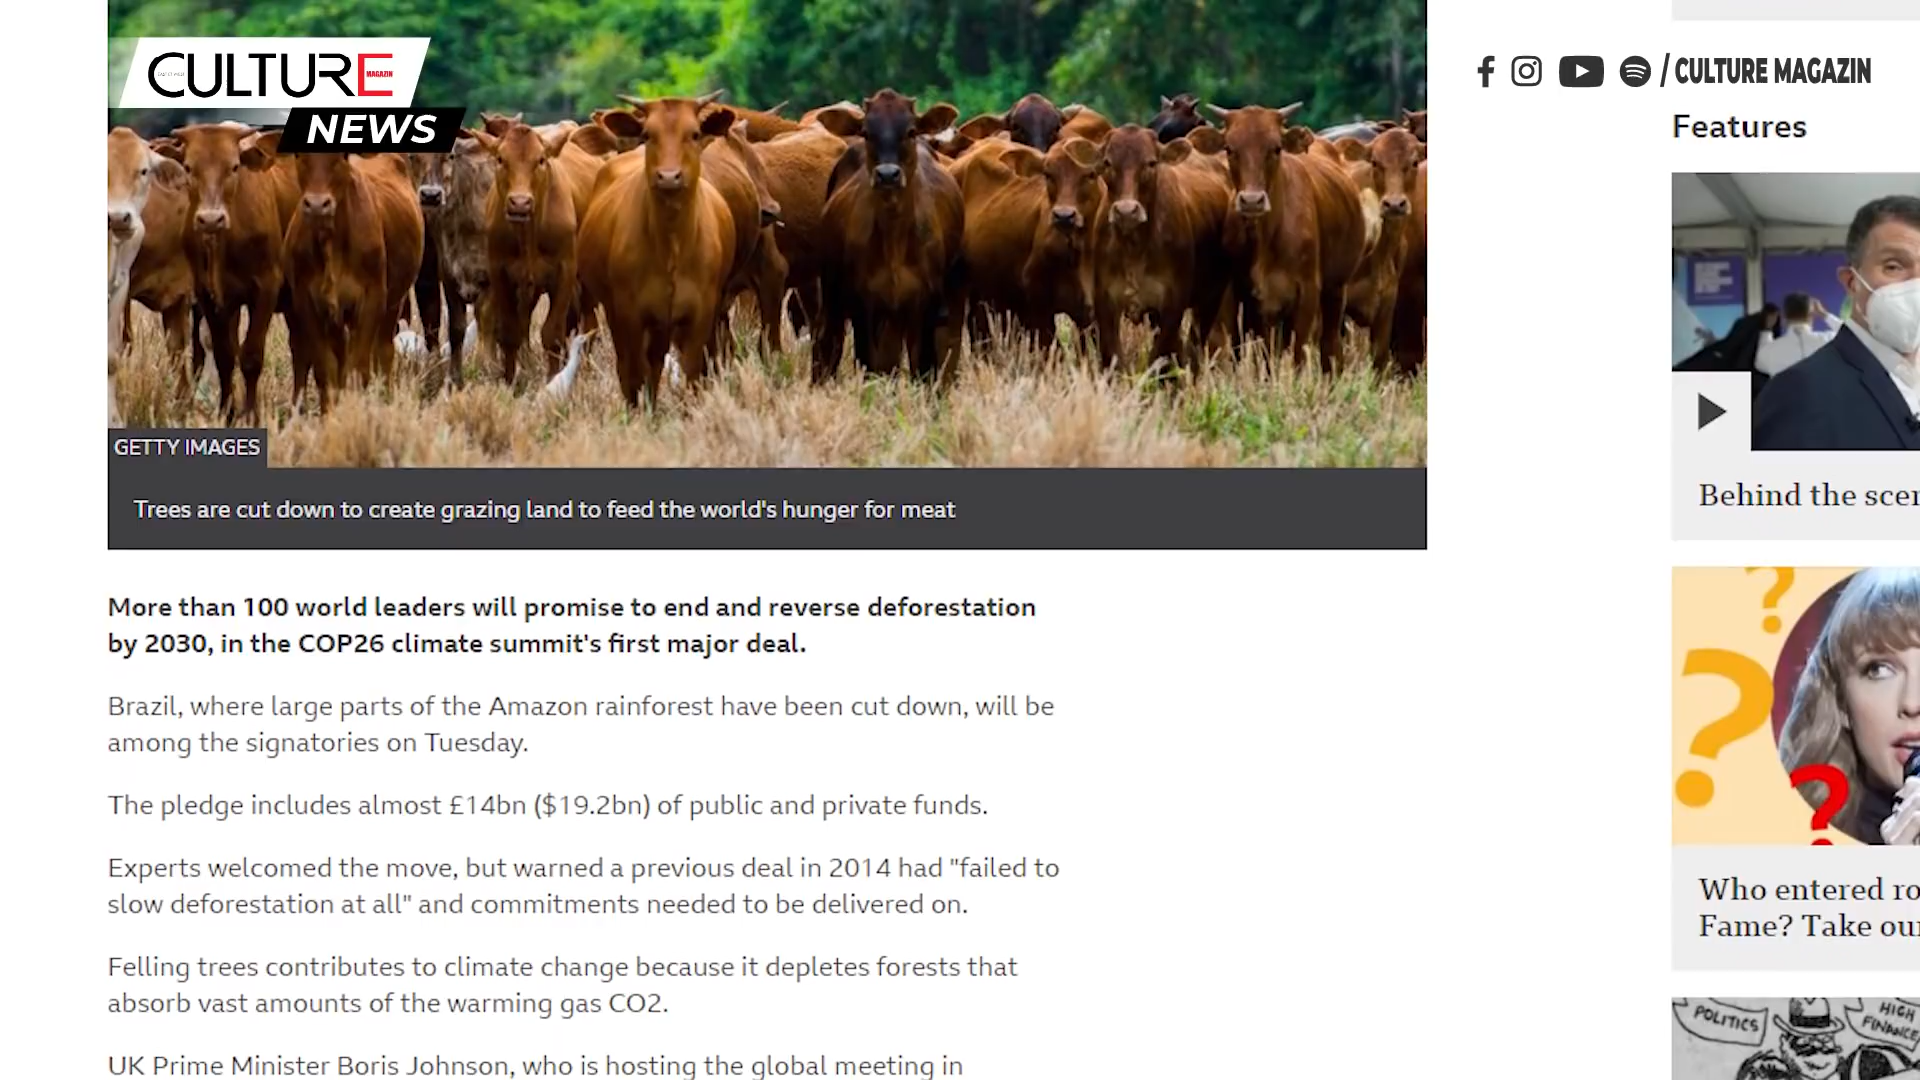 CULTURE
MAGAZIN
NEWS
/ CULTURE MAGAZIN
GETTY IMAGES
Trees are cut down to create grazing land to feed the world's hunger for meat
More than 100 world leaders will promise to end and reverse deforestation
by 2030, in the COP26 climate summit's first major deal.
Brazil, where large parts of the Amazon rainforest have been cut down, will be
among the signatories on Tuesday.
The pledge includes almost £14bn ($19.2bn) of public and private funds.
Experts welcomed the move, but warned a previous deal in 2014 had "failed to
slow deforestation at all" and commitments needed to be delivered on.
Felling trees contributes to climate change because it depletes forests that
absorb vast amounts of the warming gas CO2.
UK Prime Minister Boris Johnson, who is hosting the global meeting in
Features
Behind the
?
?
?
Who entered
Fame? Take
POLITICS
HIGH
FINANCE